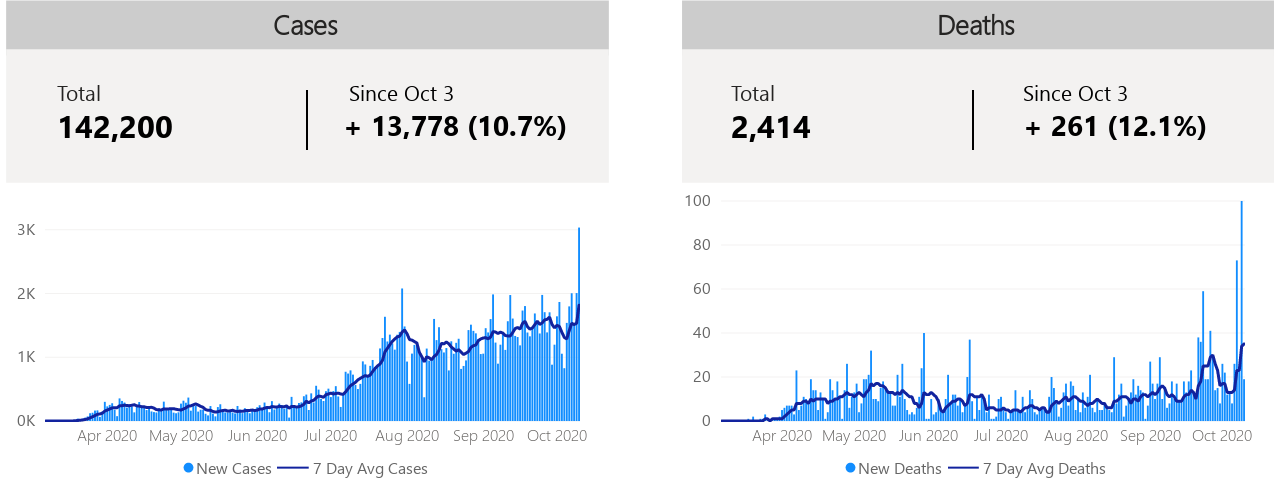 Cases
Total
142,200
Since Oct 3
+ 13,778 (10.7%)
3K
2K
1K
0K
Apr 2020 May 2020 Jun 2020 Jul 2020 Aug 2020 Sep 2020 Oct 2020
New Cases 7 Day Avg Cases
Deaths
Total
2,414
Since Oct 3
+ 261 (12.1%)
100
80
60
40
20
0
Apr 2020 May 2020 Jun 2020 Jul 2020 Aug 2020 Sep 2020 Oct 2020
New Deaths 7 Day Avg Deaths